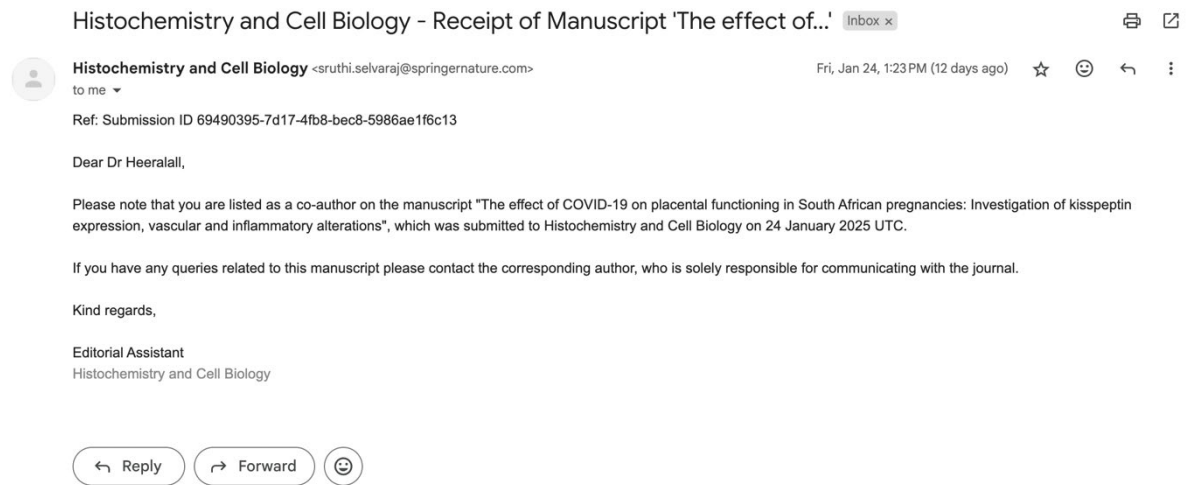 Histochemistry and Cell Biology - Receipt of Manuscript 'The effect of...' Inbox ×
Histochemistry and Cell Biology <sruthi.selvaraj@springernature.com> Fri, Jan 24, 1:23 PM (12 days ago)
to me
Ref: Submission ID 69490395-7d17-4fb8-bec8-5986ae1f6c13
Dear Dr Heeralall,
Please note that you are listed as a co-author on the manuscript "The effect of COVID-19 on placental functioning in South African pregnancies: Investigation of kisspeptin
expression, vascular and inflammatory alterations", which was submitted to Histochemistry and Cell Biology on 24 January 2025 UTC.
If you have any queries related to this manuscript please contact the corresponding author, who is solely responsible for communicating with the journal.
Kind regards,
Editorial Assistant
Histochemistry and Cell Biology
Reply Forward